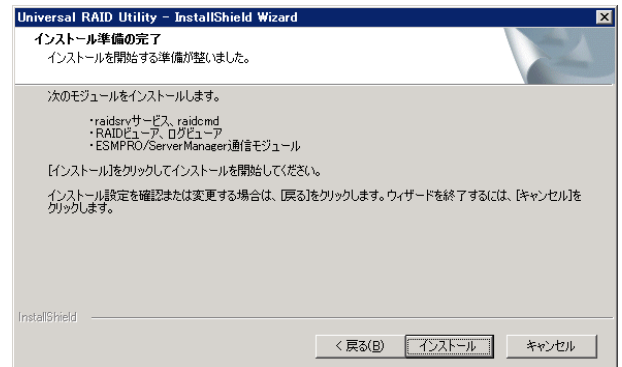 Universal RAID Utility - InstallShield Wizard
インストール準備の完了
インストールを開始する準備が整いました。
次のモジュールをインストールします。
・raidsrvサービス、raidcmd
・RAIDビューア、ログビューア
・ESMPRO/ServerManager通信モジュール
[インストール]をクリックしてインストールを開始してください。
インストール設定を確認または変更する場合は、[戻る]をクリックします。ウィザードを終了するには、[キャンセル]を
クリックします。
InstallShield
< 戻る(B)
インストール
キャンセル